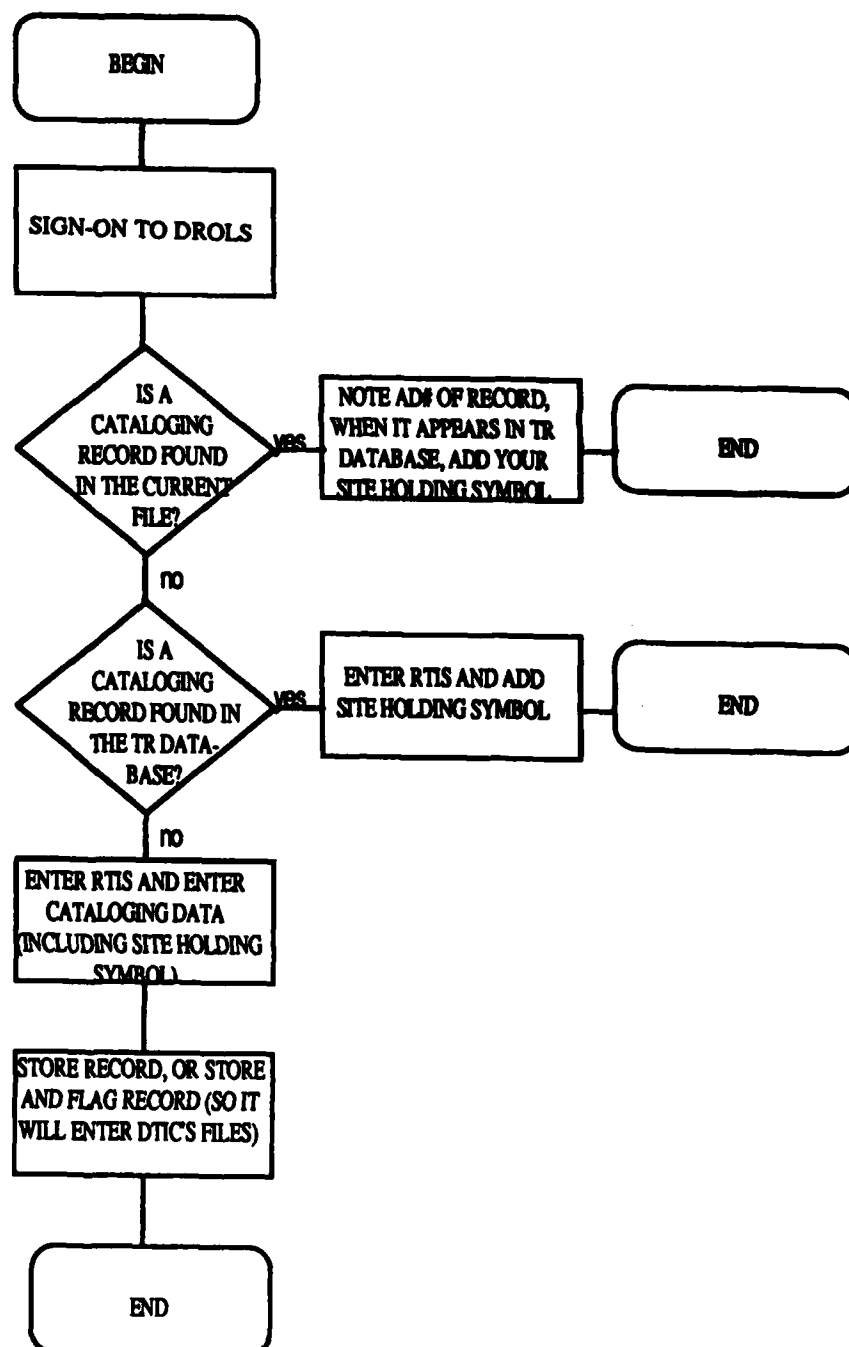 BEGIN
SIGN-ON TO DROLS
IS A
CATALOGING
RECORD FOUND
IN THE CURRENT
FILE?
yes
NOTE AD# OF RECORD,
WHEN IT APPEARS IN TR
DATABASE, ADD YOUR
SITE HOLDING SYMBOL
END
no
IS A
CATALOGING
RECORD FOUND IN
THE TR DATA-
BASE?
yes
ENTER RTIS AND ADD
SITE HOLDING SYMBOL
END
no
ENTER RTIS AND ENTER
CATALOGING DATA
(INCLUDING SITE HOLDING
SYMBOL)
STORE RECORD, OR STORE
AND FLAG RECORD (SO IT
WILL ENTER DTIC'S FILES)
END